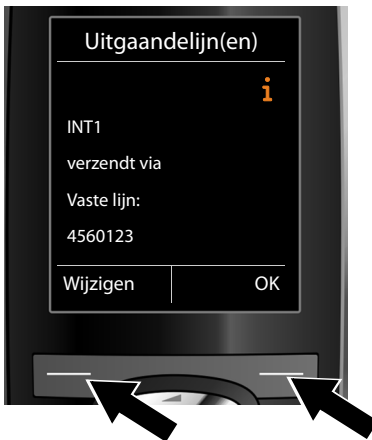 Uitgaandelijn(en)
i
INT1
verzendt via
Vaste lijn:
4560123
Wijzigen OK